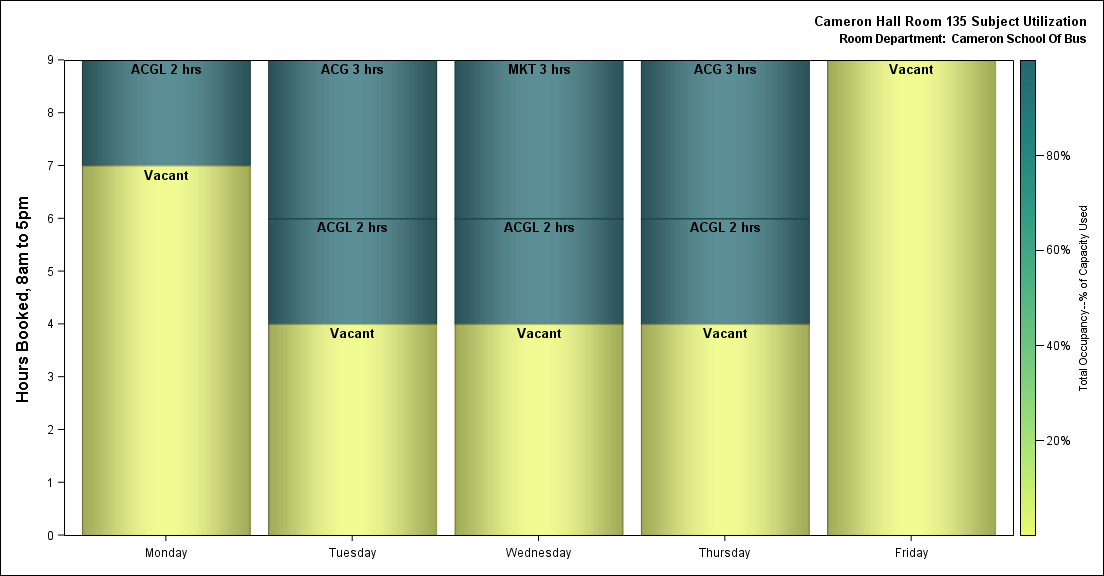 Cameron Hall Room 135 Subject Utilization
Room Department: Cameron School Of Bus
Hours Booked, 8am to 5pm
9
8
7
6
5
4
3
2
1
0
ACGL 2 hrs
Vacant
ACG 3 hrs
ACGL 2 hrs
Vacant
MKT 3 hrs
ACGL 2 hrs
Vacant
ACG 3 hrs
ACGL 2 hrs
Vacant
Vacant
Monday
Tuesday
Wednesday
Thursday
Friday
80%
60%
40%
20%
Total Occupancy--% of Capacity Used